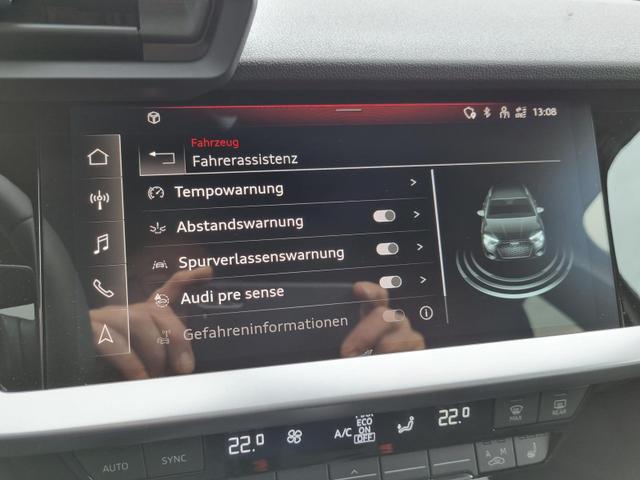 13:08
Fahrzeug
Fahrerassistenz
Tempowarnung
Abstandswarnung
Spurverlassenswarnung
Audi pre sense
Gefahreninformationen
22.0
A/C
ECO
ON
OFF
22.0
MAX
REAR
AUTO
SYNC
A M